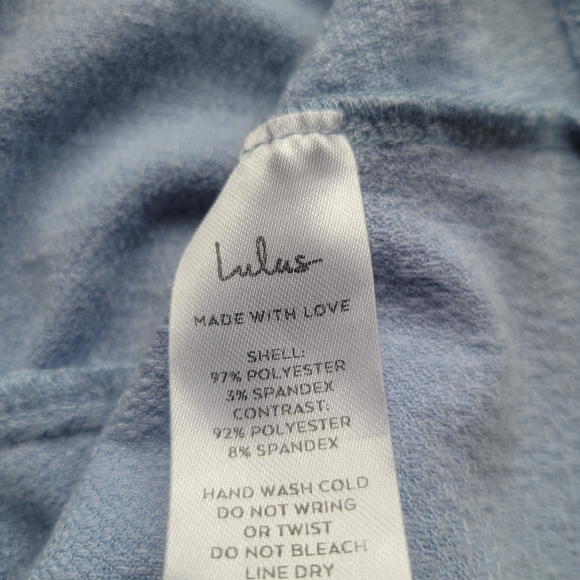 Lulus
MADE WITH LOVE
SHELL:
97% POLYESTER
3% SPANDEX
CONTRAST:
92% POLYESTER
8% SPANDEX
HAND WASH COLD
DO NOT WRING
OR TWIST
DO NOT BLEACH
LINE DRY